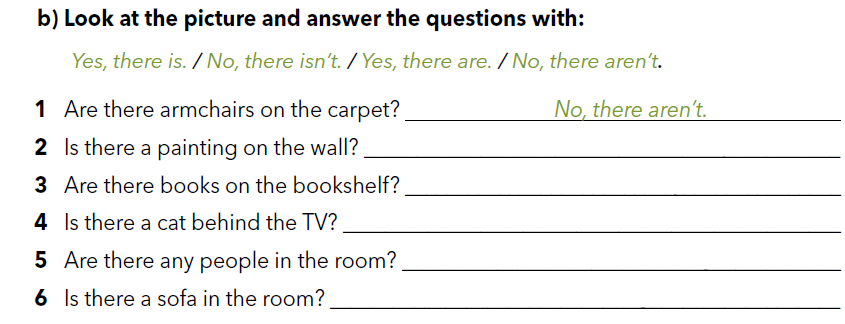 b) Look at the picture and answer the questions with:
Yes, there is. / No, there isn’t. / Yes, there are. / No, there aren’t.
1 Are there armchairs on the carpet? No, there aren’t.
2 Is there a painting on the wall?
3 Are there books on the bookshelf?
4 Is there a cat behind the TV?
5 Are there any people in the room?
6 Is there a sofa in the room?